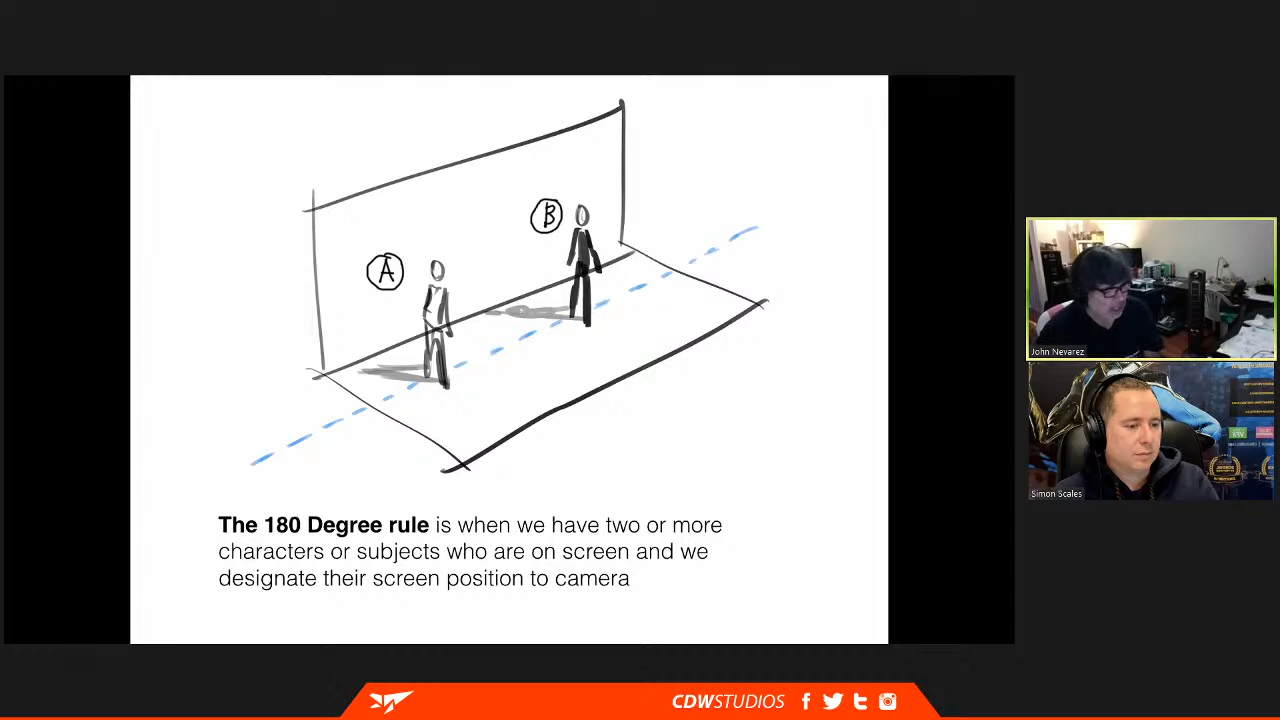 B
A
The 180 Degree rule is when we have two or more
characters or subjects who are on screen and we
designate their screen position to camera
John Nevarez
Simon Scales
CDWSTUDIOS